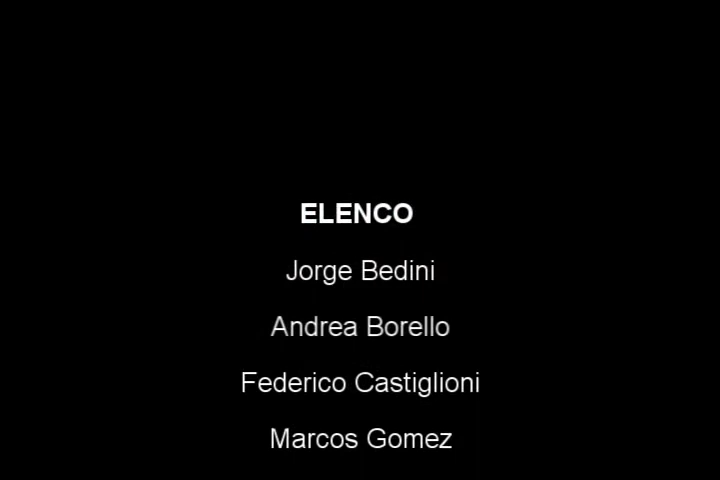 ELENCO
Jorge Bedini
Andrea Borello
Federico Castiglioni
Marcos Gomez